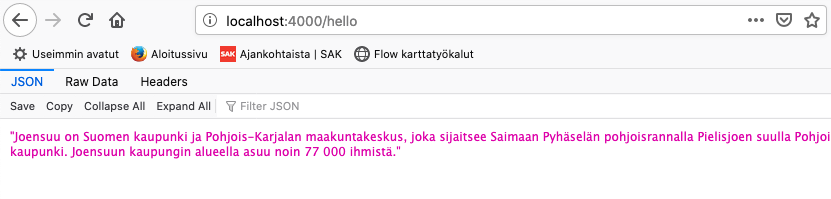 localhost:4000/hello
Useimmin avatut Aloitussivu SAK Ajankohtaista | SAK Flow karttatyökalut
JSON Raw Data Headers
Save Copy Collapse All Expand All Filter JSON
"Joensuu on Suomen kaupunki ja Pohjois-Karjalan maakuntakeskus, joka sijaitsee Saimaan Pyhäselän pohjoisrannalla Pielisjoen suulla Pohjoi
kaupunki. Joensuun kaupungin alueella asuu noin 77 000 ihmistä."